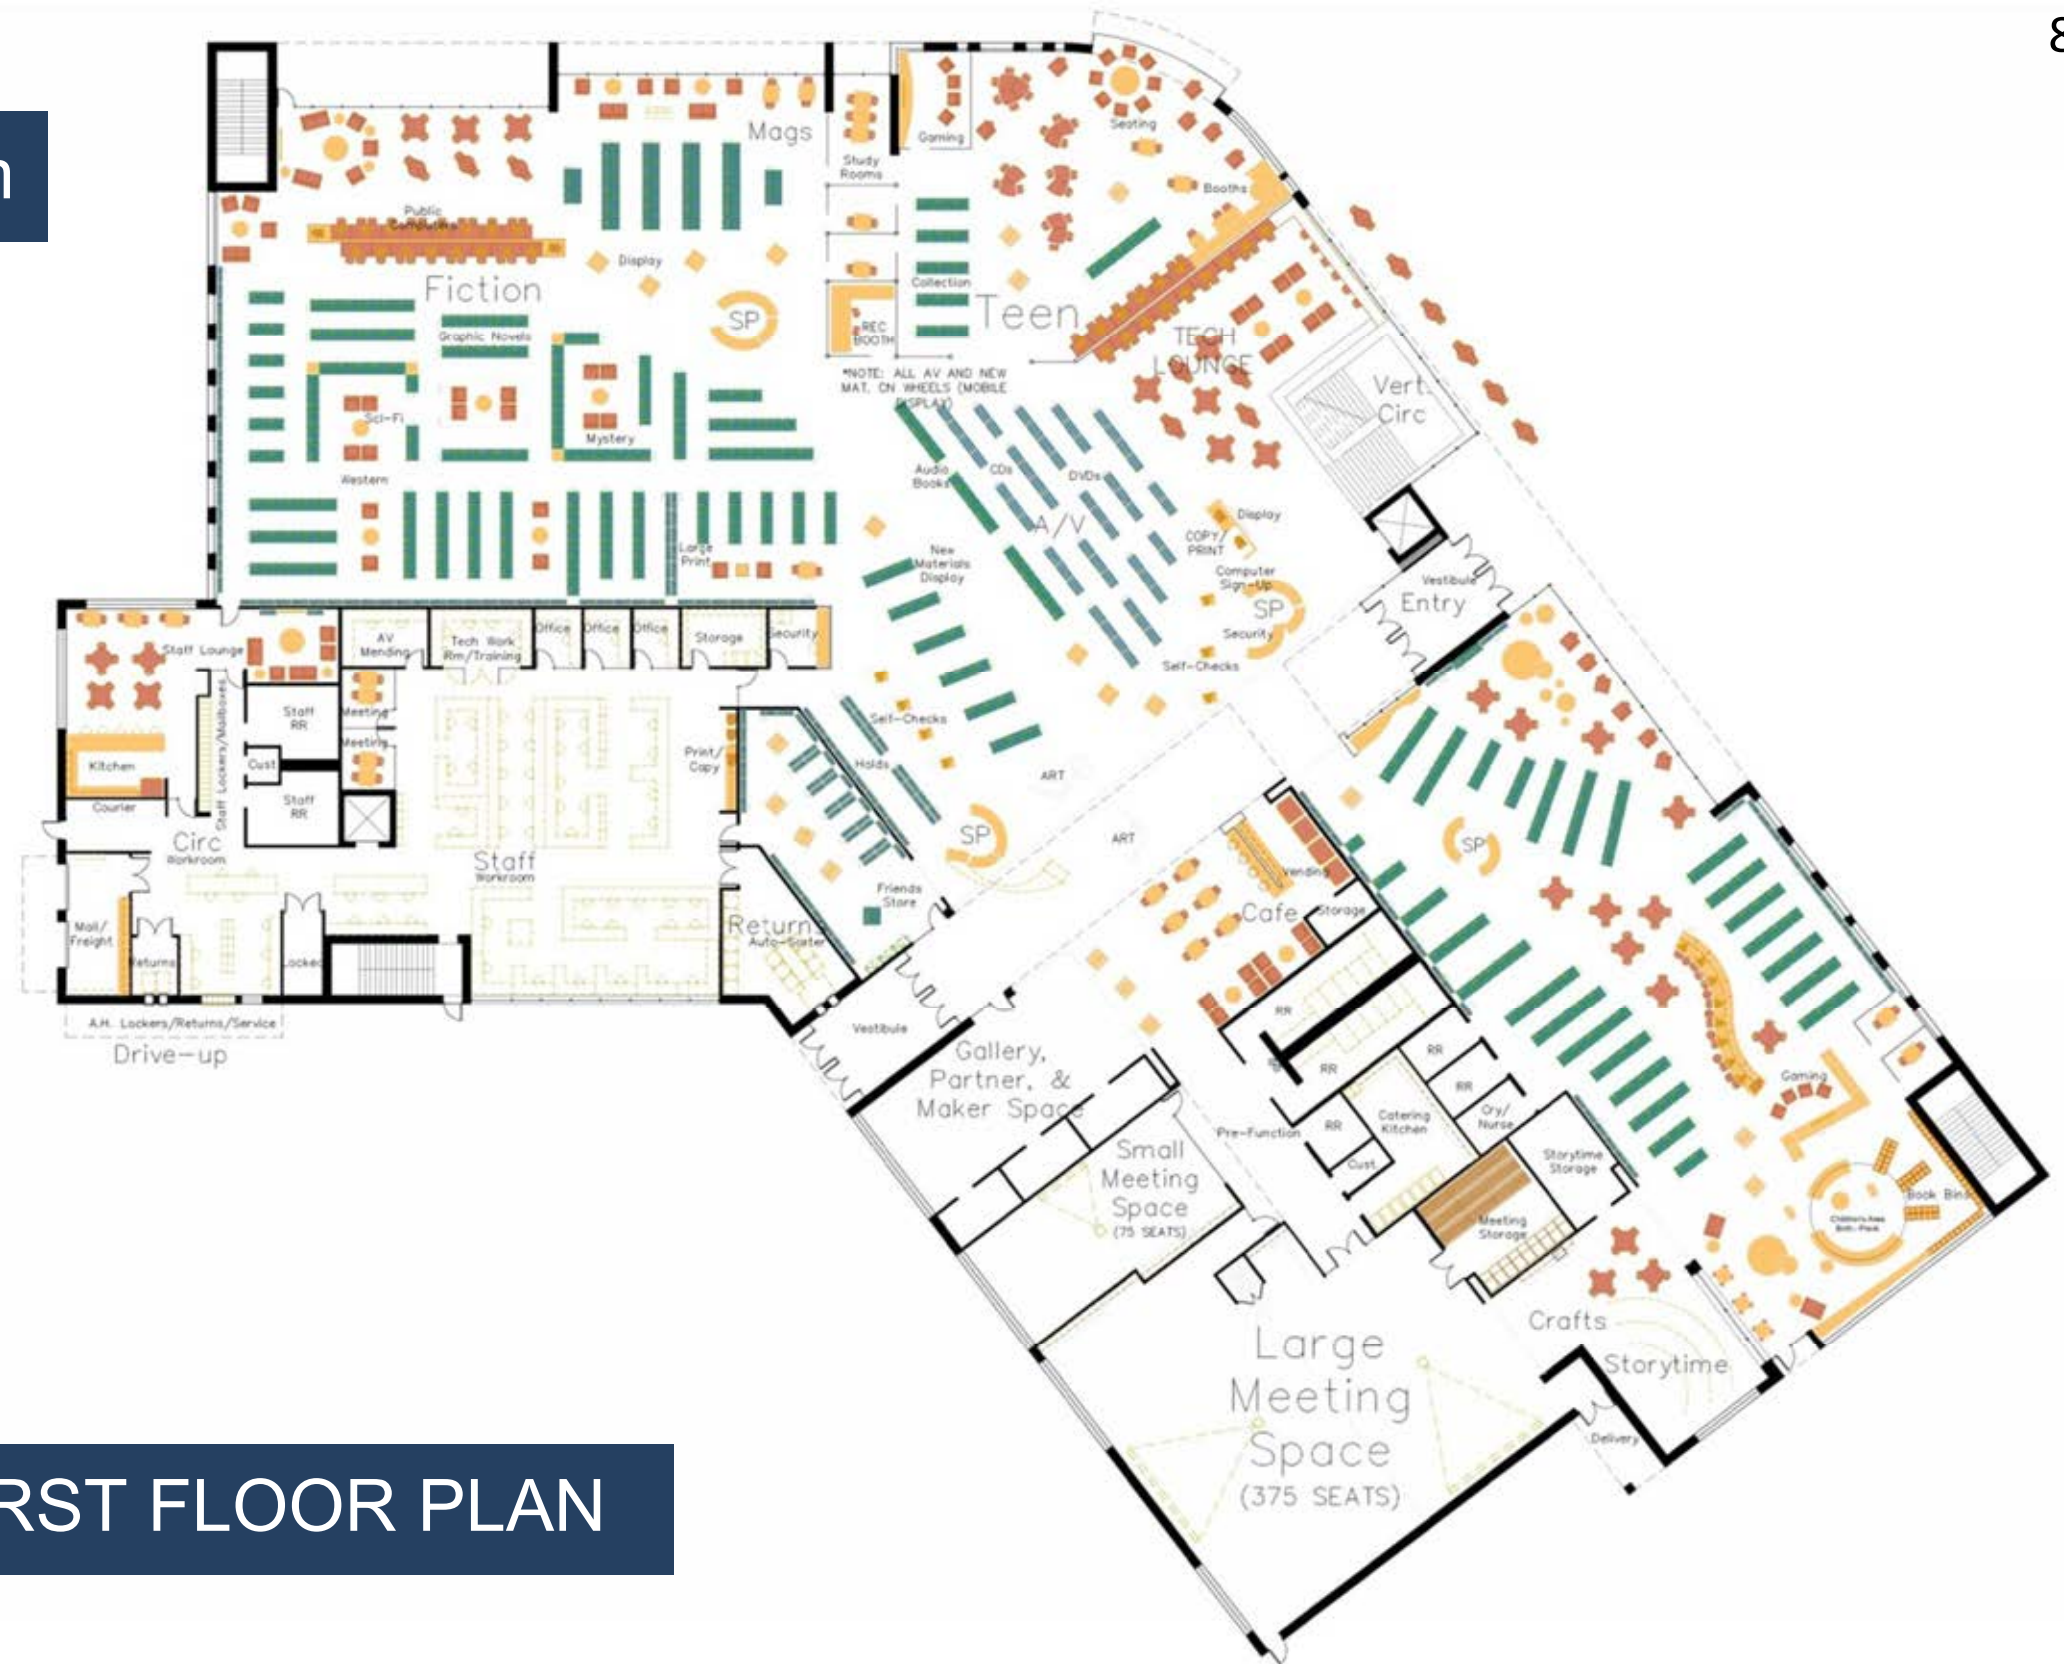 8
n
Mags
Gaming
Seating
Study
Rooms
Booths
Public
Computing
Display
Fiction
Collection
Teen
SP
REC
BOOTH
Graphic Novels
TECH
LOUNGE
*NOTE: ALL AV AND NEW
MAT. ON WHEELS (MOBILE
DISPLAY)
Vert.
Circ
Sci-Fi
Mystery
Western
Audio
Books
CDs
DVDs
A/V
Display
COPY/
PRINT
Large
Print
New
Materials
Display
Computer
Sign-Up
SP
Security
Self-Checks
Vestibule
Entry
Staff Lounge
AV
Mending
Tech Work
Rm/Training
Office
Office
Office
Storage
Security
Staff Lockers/Mailboxes
Staff
RR
Meeting
Meeting
Cust
Staff
RR
Kitchen
Courier
Circ
Workroom
Staff
Workroom
Print/
Copy
Self-Checks
Holds
ART
ART
SP
SP
Friends
Store
Vending
Cafe
Storage
Mail/
Freight
Returns
Locked
Returns
Auto-Sorter
A.H. Lockers/Returns/Service
Drive-up
Vestibule
Gallery,
Partner, &
Maker Space
RR
RR
RR
RR
RR
Catering
Kitchen
Cry/
Nurse
Pre-Function
Cust
Gaming
Small
Meeting
Space
(75 SEATS)
Storytime
Storage
Meeting
Storage
Book Bins
Crafts
Storytime
Large
Meeting
Space
(375 SEATS)
Delivery
RST FLOOR PLAN